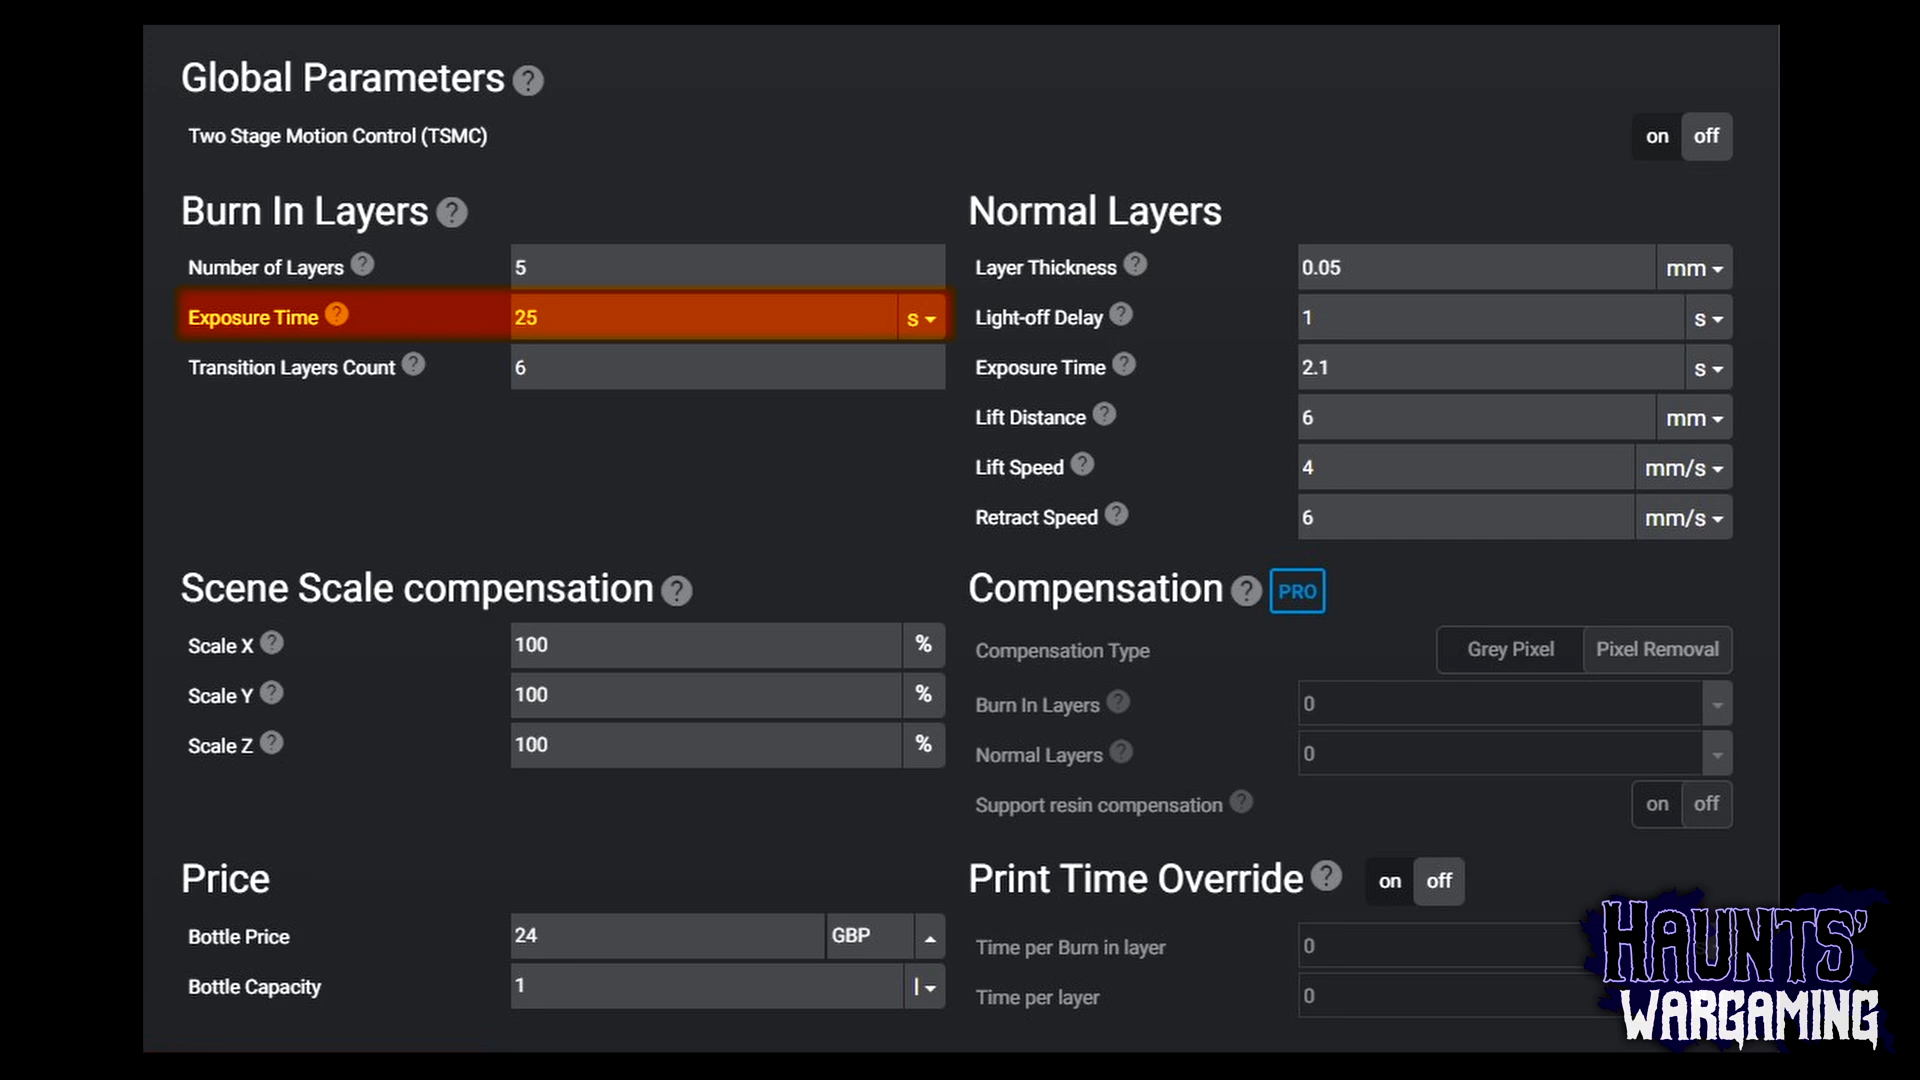 Global Parameters ?
Two Stage Motion Control (TSMC) on off
Burn In Layers ?
Number of Layers ? 5
Exposure Time ? 25 s
Transition Layers Count ? 6
Normal Layers
Layer Thickness ? 0.05 mm
Light-off Delay ? 1 s
Exposure Time ? 2.1 s
Lift Distance ? 6 mm
Lift Speed ? 4 mm/s
Retract Speed ? 6 mm/s
Scene Scale compensation ?
Scale X ? 100 %
Scale Y ? 100 %
Scale Z ? 100 %
Compensation ? PRO
Compensation Type Grey Pixel Pixel Removal
Burn In Layers ? 0
Normal Layers ? 0
Support resin compensation ? on off
Price
Bottle Price 24 GBP
Bottle Capacity 1 l
Print Time Override ? on off
Time per Burn in layer 0
Time per layer 0
HAUNTS'
WARGAMING